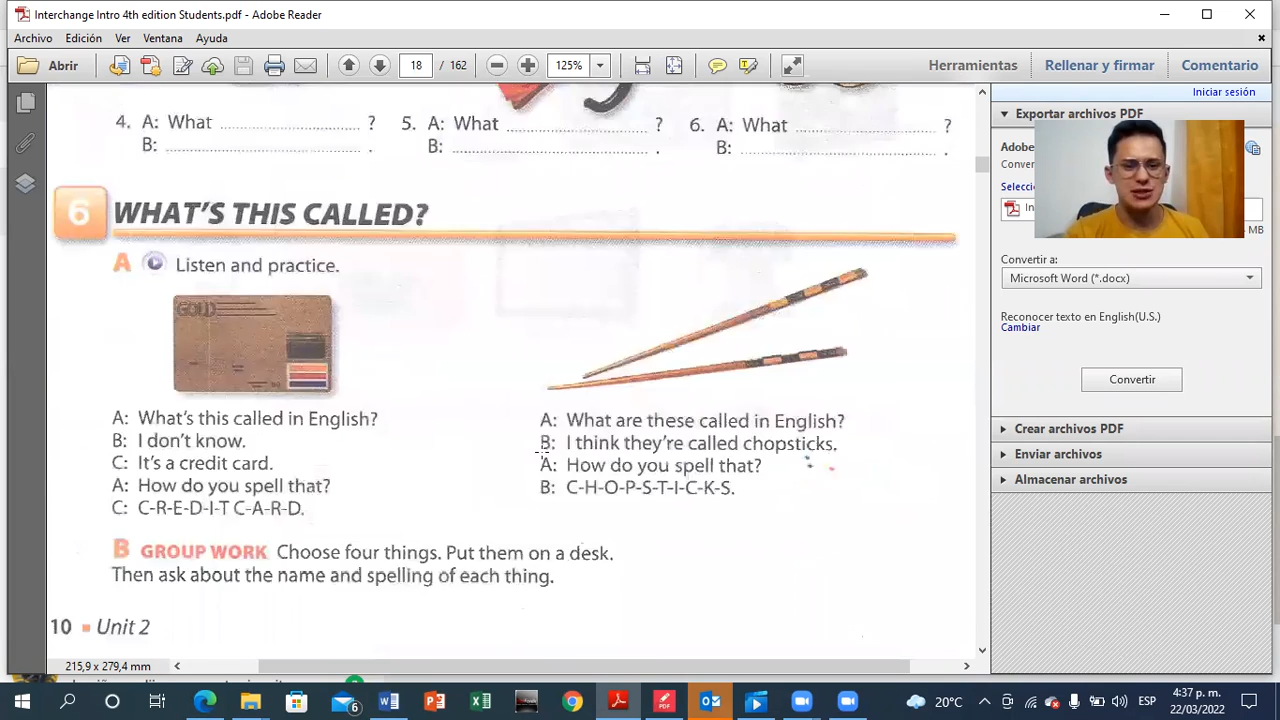 Interchange Intro 4th edition Students.pdf - Adobe Reader
Archivo Edición Ver Ventana Ayuda
Abrir
18 / 162
125%
Herramientas
Rellenar y firmar
Comentario
Iniciar sesión
4. A: What ? 5. A: What ? 6. A: What ?
B: . B: . B: .
6 WHAT'S THIS CALLED?
A Listen and practice.
GOLD
A: What's this called in English?
B: I don't know.
C: It's a credit card.
A: How do you spell that?
C: C-R-E-D-I-T C-A-R-D.
A: What are these called in English?
B: I think they're called chopsticks.
A: How do you spell that?
B: C-H-O-P-S-T-I-C-K-S.
B GROUP WORK Choose four things. Put them on a desk.
Then ask about the name and spelling of each thing.
10 Unit 2
215,9 x 279,4 mm
Exportar archivos PDF
Adobe
MB
Convertir a:
Microsoft Word (*.docx)
Reconocer texto en English(U.S.)
Cambiar
Convertir
Crear archivos PDF
Enviar archivos
Almacenar archivos
6
PDF
20°C
ESP
4:37 p. m.
22/03/2022